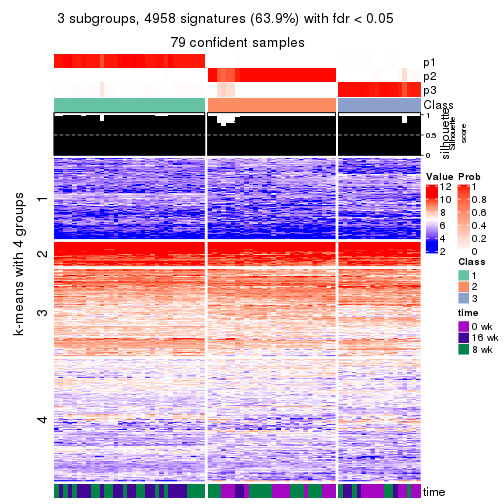 3 subgroups, 4958 signatures (63.9%) with fdr < 0.05
79 confident samples
p1
p2
p3
Class
silhouette
Silhouette
score
1
0.5
0
k-means with 4 groups
1
2
3
4
Value
12
10
8
6
4
2
Prob
1
0.8
0.6
0.4
0.2
0
Class
1
2
3
time
0 wk
16 wk
8 wk
time